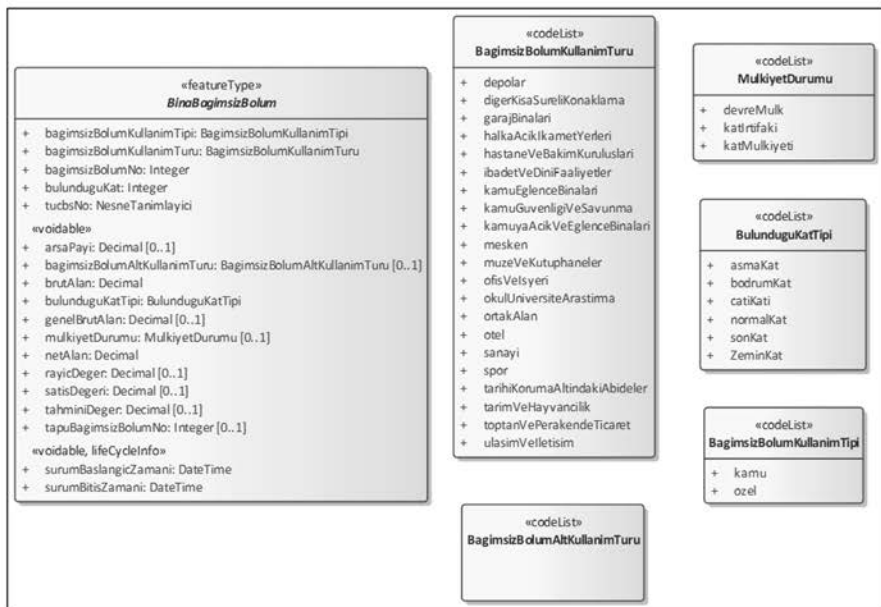 «featureType»
BinaBagimsizBolum
+ bagimsizBolumKullanimTipi: BagimsizBolumKullanimTipi
+ bagimsizBolumKullanimTuru: BagimsizBolumKullanimTuru
+ bagimsizBolumNo: Integer
+ bulunduguKat: Integer
+ tucbsNo: NesneTanimlayici
«voidable»
+ arsaPayi: Decimal [0..1]
+ bagimsizBolumAltKullanimTuru: BagimsizBolumAltKullanimTuru [0..1]
+ brutAlan: Decimal
+ bulunduguKatTipi: BulunduguKatTipi
+ genelBrutAlan: Decimal [0..1]
+ mulkiyetDurumu: MulkiyetDurumu [0..1]
+ netAlan: Decimal
+ rayicDeger: Decimal [0..1]
+ satisDegeri: Decimal [0..1]
+ tahminiDeger: Decimal [0..1]
+ tapuBagimsizBolumNo: Integer [0..1]
«voidable, lifeCycleInfo»
+ surumBaslangicZamani: DateTime
+ surumBitisZamani: DateTime
«codeList»
BagimsizBolumKullanimTuru
+ depolar
+ digerKisaSureliKonaklama
+ garajBinalari
+ halkaAcikIkametYerleri
+ hastaneVeBakimKuruluslari
+ ibadetVeDiniFaaliyetler
+ kamuEglenceBinalari
+ kamuGuvenligiVeSavunma
+ kamuyaAcikVeEglenceBinalari
+ mesken
+ muzeVeKutuphaneler
+ ofisVeIsyeri
+ okulUniversiteArastirma
+ ortakAlan
+ otel
+ sanayi
+ spor
+ tarihiKorumaAltindakiAbideler
+ tarimVeHayvancilik
+ toptanVePerakendeTicaret
+ ulasimVeIletisim
«codeList»
BagimsizBolumAltKullanimTuru
«codeList»
MulkiyetDurumu
+ devreMulk
+ katIrtifaki
+ katMulkiyeti
«codeList»
BulunduguKatTipi
+ asmaKat
+ bodrumKat
+ catiKati
+ normalKat
+ sonKat
+ ZeminKat
«codeList»
BagimsizBolumKullanimTipi
+ kamu
+ ozel